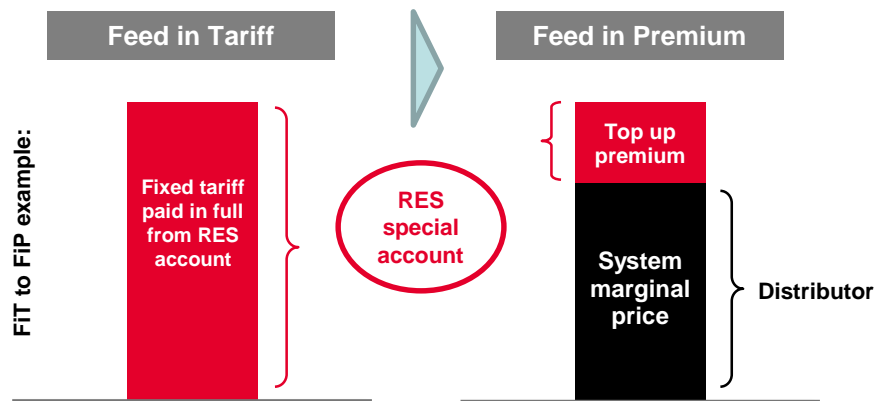 Feed in Tariff
Feed in Premium
FiT to FiP example:
Fixed tariff
paid in full
from RES
account
RES
special
account
Top up
premium
System
marginal
price
Distributor